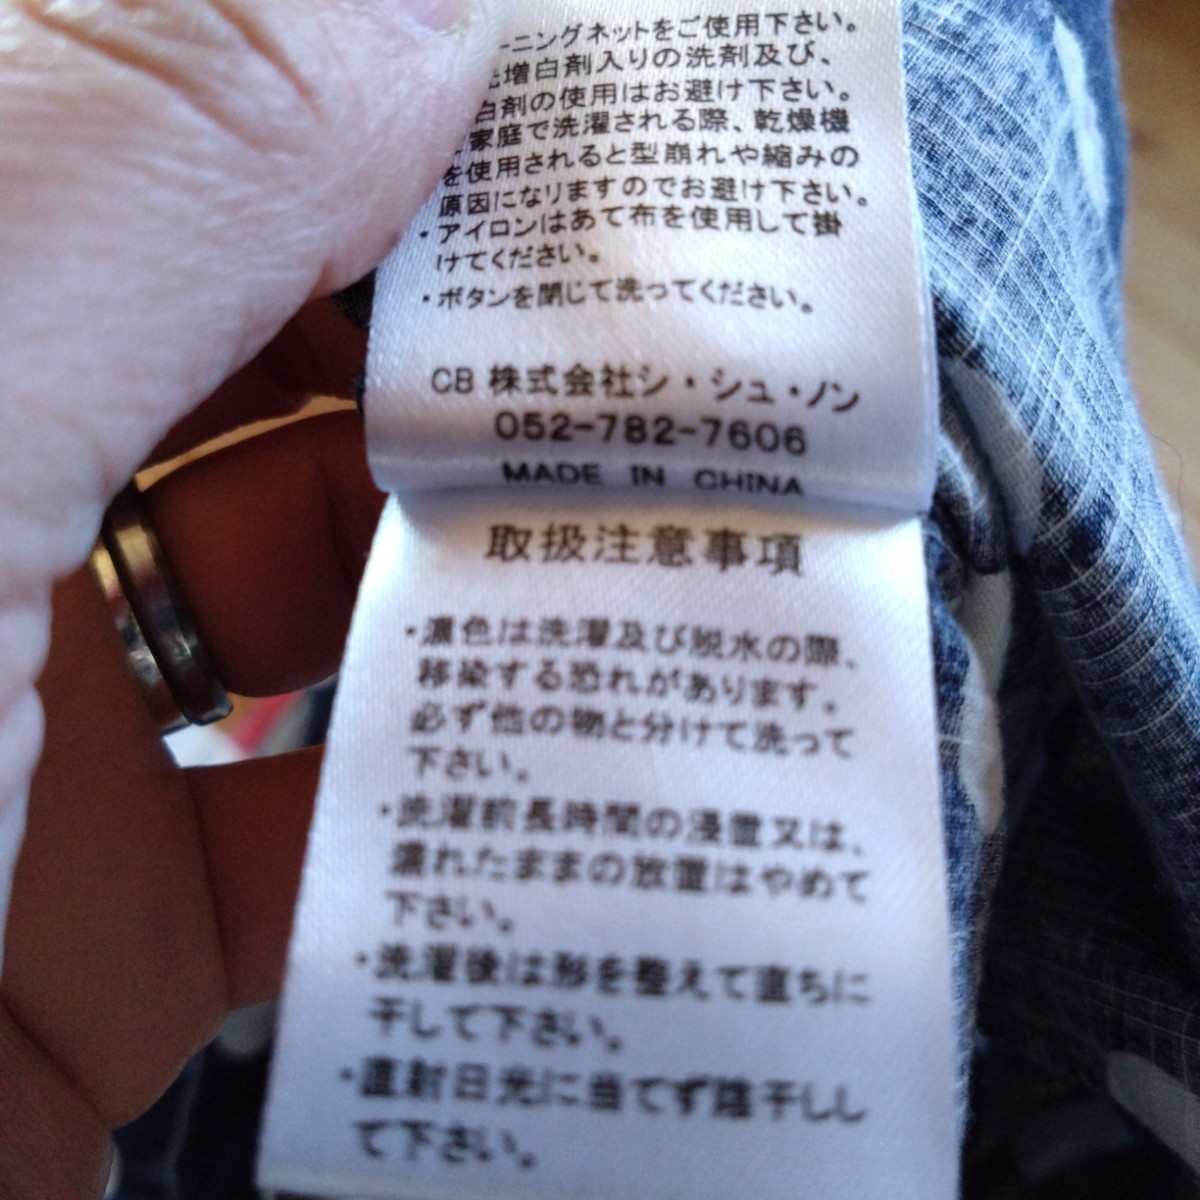 ーニングネットをご使用下さい。
増白剤入りの洗剤及び、
白剤の使用はお避け下さい。
家庭で洗濯される際、乾燥機
を使用されると型崩れや縮みの
原因になりますのでお避け下さい。
・アイロンはあて布を使用して掛
けてください。
・ボタンを閉じて洗ってください。
CB 株式会社シ・シュ・ノン
052-782-7606
MADE IN CHINA
取扱注意事項
・濃色は洗濯及び脱水の際、
移染する恐れがあります。
必ず他の物と分けて洗って
下さい。
・洗濯前長時間の浸置又は、
濡れたままの放置はやめて
下さい。
・洗濯後は形を整えて直ちに
干して下さい。
・直射日光に当てず陰干しし
て下さい。